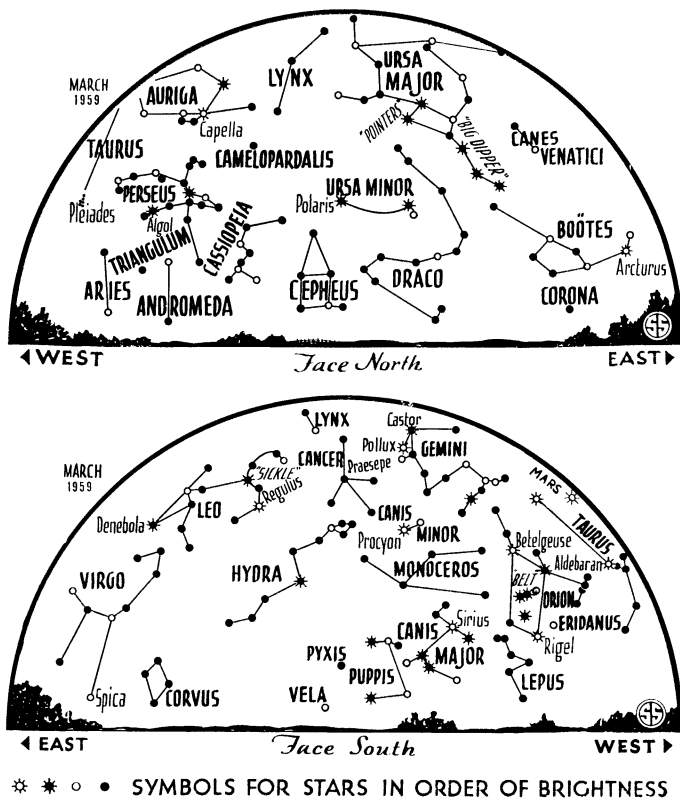 MARCH
1959
URSA
MAJOR
LYNX
AURIGA
Capella
"POINTERS"
"BIG DIPPER"
CANES
VENATICI
TAURUS
CAMELOPARDALIS
PERSEUS
URSA MINOR
Polaris
Pleiades
Algol
TRIANGULUM
CASSIOPEIA
BOÖTES
Arcturus
ARIES
ANDROMEDA
CEPHEUS
DRACO
CORONA
WEST
Face North
EAST
MARCH
1959
LYNX
Castor
Pollux
GEMINI
CANCER
Praesepe
"SICKLE"
Regulus
MARS
LEO
Denebola
CANIS
MINOR
Procyon
TAURUS
Betelgeuse
Aldebaran
VIRGO
HYDRA
MONOCEROS
BELT
ORION
ERIDANUS
CANIS
MAJOR
Sirius
Rigel
PYXIS
PUPPIS
LEPUS
Spica
CORVUS
VELA
EAST
Face South
WEST
SYMBOLS FOR STARS IN ORDER OF BRIGHTNESS